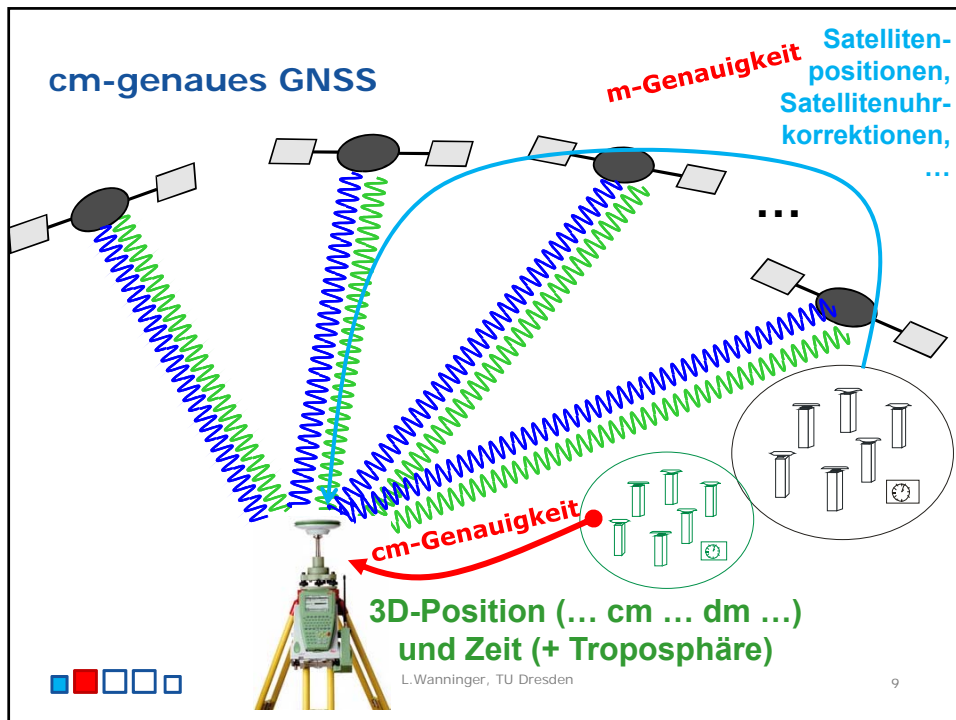 cm-genaues GNSS
m-Genauigkeit
Satelliten-
positionen,
Satellitenuhr-
korrektionen,
...
...
cm-Genauigkeit
3D-Position (... cm ... dm ...)
und Zeit (+ Troposphäre)
L.Wanninger, TU Dresden
9